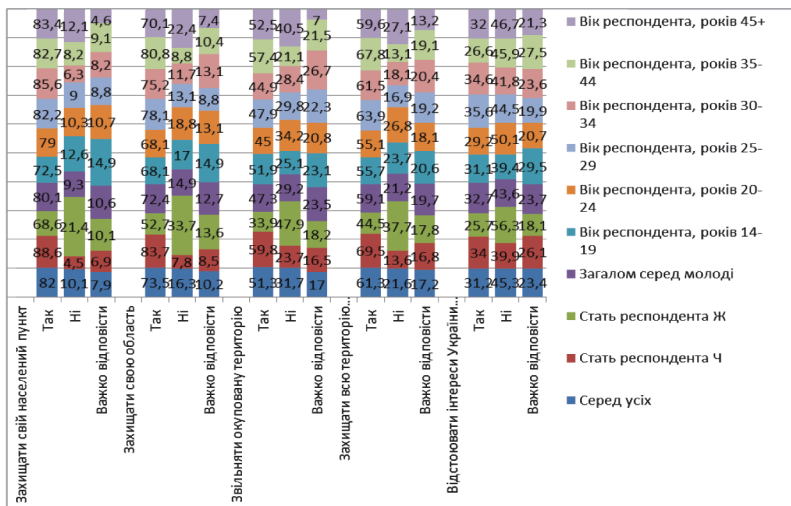 83,4 12,1 4,6 70,1 22,4 7,4 52,5 40,5 7 59,6 27,1 13,2 32 46,7 21,3
82,7 8,2 9,1 80,8 8,8 10,4 57,4 21,1 21,5 67,8 13,1 19,1 26,6 45,9 27,5
85,6 6,3 8,2 75,2 11,7 13,1 44,9 28,4 26,7 61,5 18,1 20,4 34,6 41,8 23,6
82,2 9 8,8 78,1 13,1 8,8 47,9 29,8 22,3 63,9 16,9 19,2 35,6 44,5 19,9
79 10,3 10,7 68,1 18,8 13,1 45 34,2 20,8 55,1 26,8 18,1 29,2 50,1 20,7
72,5 12,6 14,9 68,1 17 14,9 51,9 25,1 23,1 55,7 23,7 20,6 31,1 39,4 29,5
80,1 9,3 10,6 72,4 14,9 12,7 47,3 29,2 23,5 59,1 21,2 19,7 32,7 43,6 23,7
68,6 21,4 10,1 52,7 33,7 13,6 33,9 47,9 18,2 44,5 37,7 17,8 25,7 56,3 18,1
88,6 4,5 6,9 83,7 7,8 8,5 59,8 23,7 16,5 69,5 13,6 16,8 34 39,9 26,1
82 10,1 7,9 73,5 16,3 10,2 51,3 31,7 17 61,3 21,6 17,2 31,2 45,3 23,4
Захищати свій населений пункт
Так
Ні
Важко відповісти
Захищати свою область
Так
Ні
Важко відповісти
Звільняти окуповану територію
Так
Ні
Важко відповісти
Захищати всю територію...
Так
Ні
Важко відповісти
Відстоювати інтереси України...
Так
Ні
Важко відповісти
Вік респондента, років 45+
Вік респондента, років 35-
44
Вік респондента, років 30-
34
Вік респондента, років 25-
29
Вік респондента, років 20-
24
Вік респондента, років 14-
19
Загалом серед молоді
Стать респондента Ж
Стать респондента Ч
Серед усіх